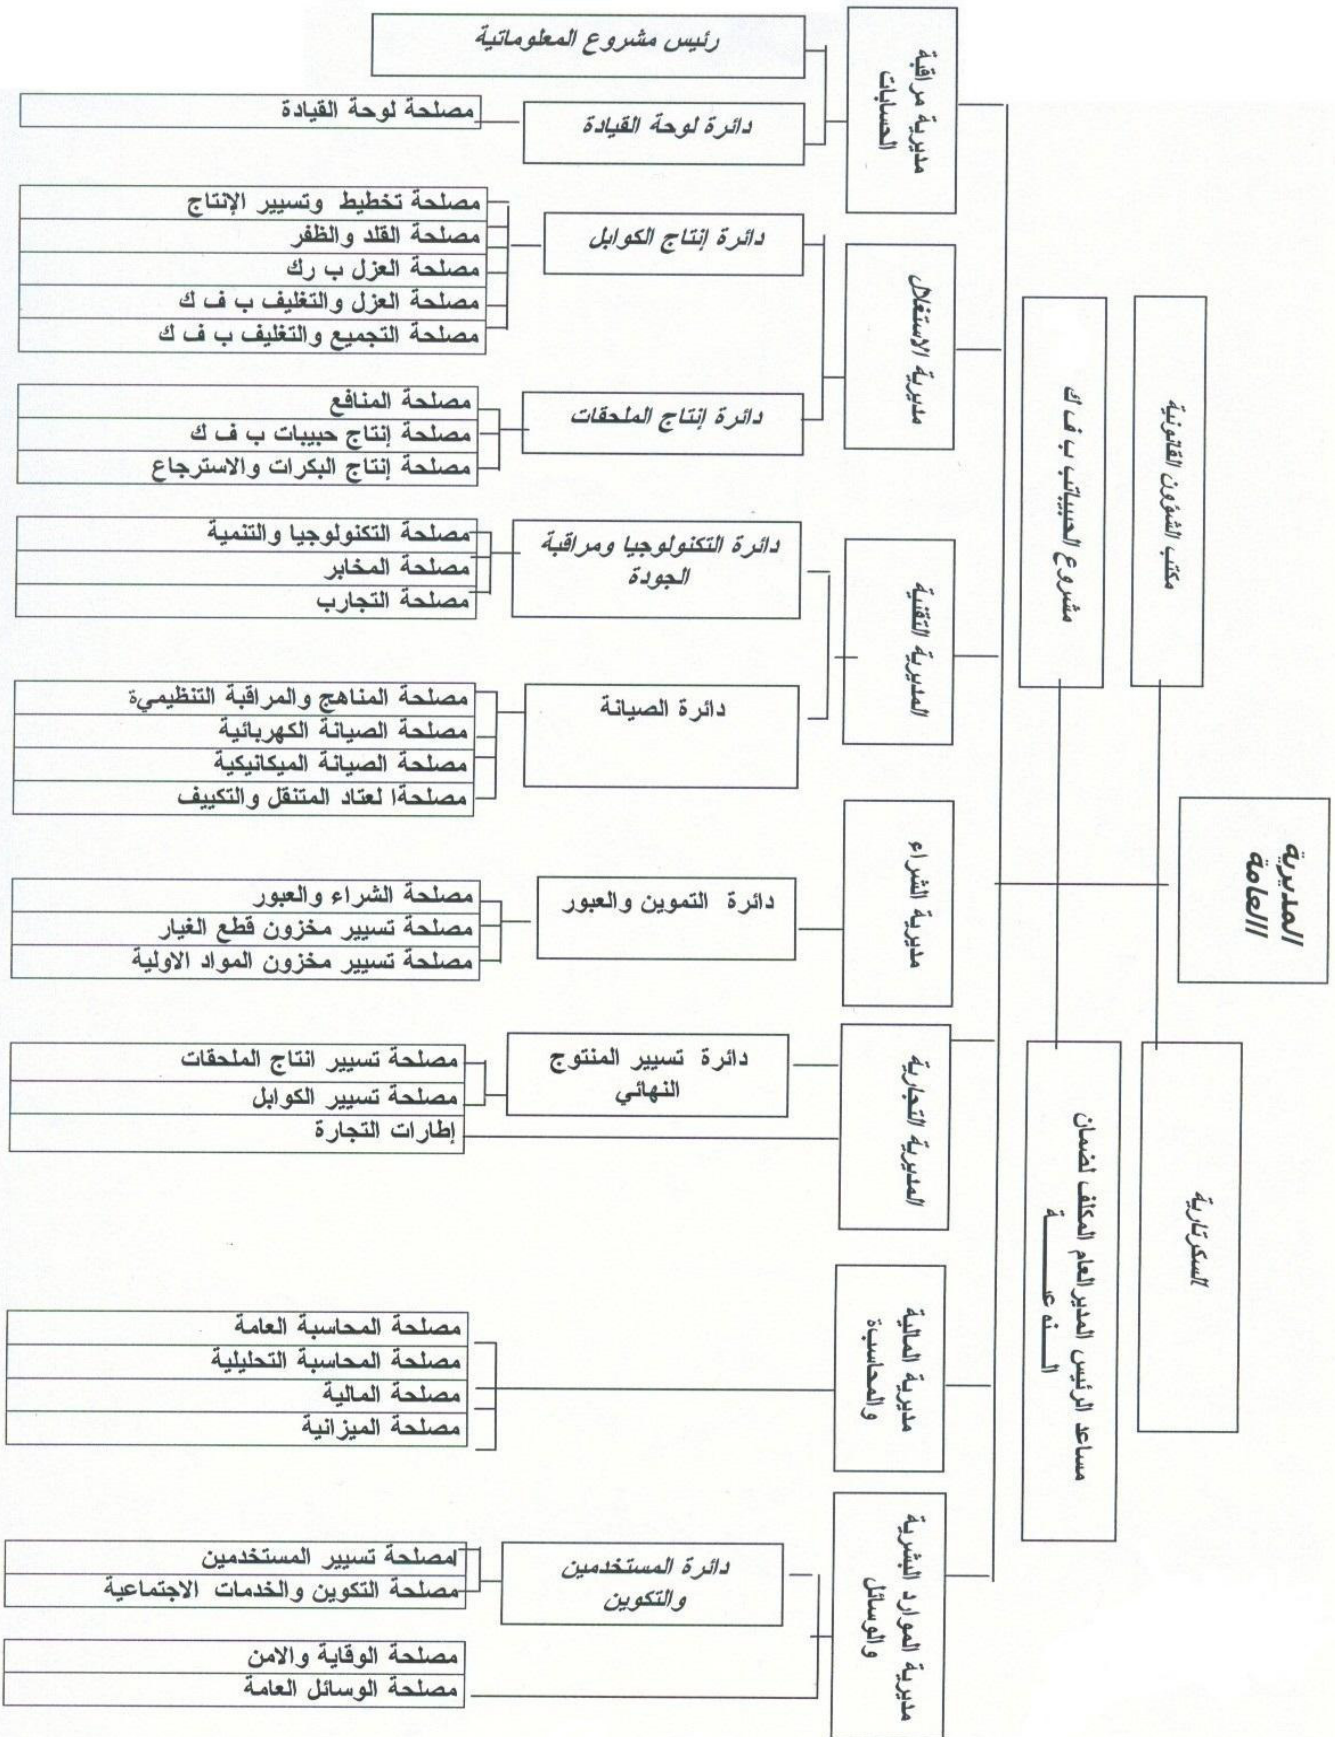 المديرية
االعامة
مكتب الشؤون القانونية
السكرتارية
مشروع الحبيباتب ب ف ك
مساعد الرئيس المدير العام المكلف لضمان
مديرية مراقبة
الحسابات
رئيس مشروع المعلوماتية
دائرة لوحة القيادة
مصلحة لوحة القيادة
مديرية الاستغلال
دائرة إنتاج الكوابل
مصلحة تخطيط وتسيير الإنتاج
مصلحة القلد والظفر
مصلحة العزل ب رك
مصلحة العزل والتغليف ب ف ك
مصلحة التجميع والتغليف ب ف ك
دائرة إنتاج الملحقات
مصلحة المنافع
مصلحة إنتاج حبيبات ب ف ك
مصلحة إنتاج البكرات والاسترجاع
المديرية التقنية
دائرة التكنولوجيا ومراقبة
الجودة
مصلحة التكنولوجيا والتنمية
مصلحة المخابر
مصلحة التجارب
دائرة الصيانة
مصلحة المناهج والمراقبة التنظيمية
مصلحة الصيانة الكهربائية
مصلحة الصيانة الميكانيكية
مصلحةا لعتاد المتنقل والتكييف
مديرية الشراء
دائرة التموين والعبور
مصلحة الشراء والعبور
مصلحة تسيير مخزون قطع الغيار
مصلحة تسيير مخزون المواد الاولية
المديرية التجارية
دائرة تسيير المنتوج
النهائي
مصلحة تسيير انتاج الملحقات
مصلحة تسيير الكوابل
إطارات التجارة
مديرية المالية
والمحاسبة
مصلحة المحاسبة العامة
مصلحة المحاسبة التحليلية
مصلحة المالية
مصلحة الميزانية
مديرية الموارد البشرية
والوسائل
دائرة المستخدمين
والتكوين
امصلحة تسيير المستخدمين
مصلحة التكوين والخدمات الاجتماعية
مصلحة الوقاية والامن
مصلحة الوسائل العامة